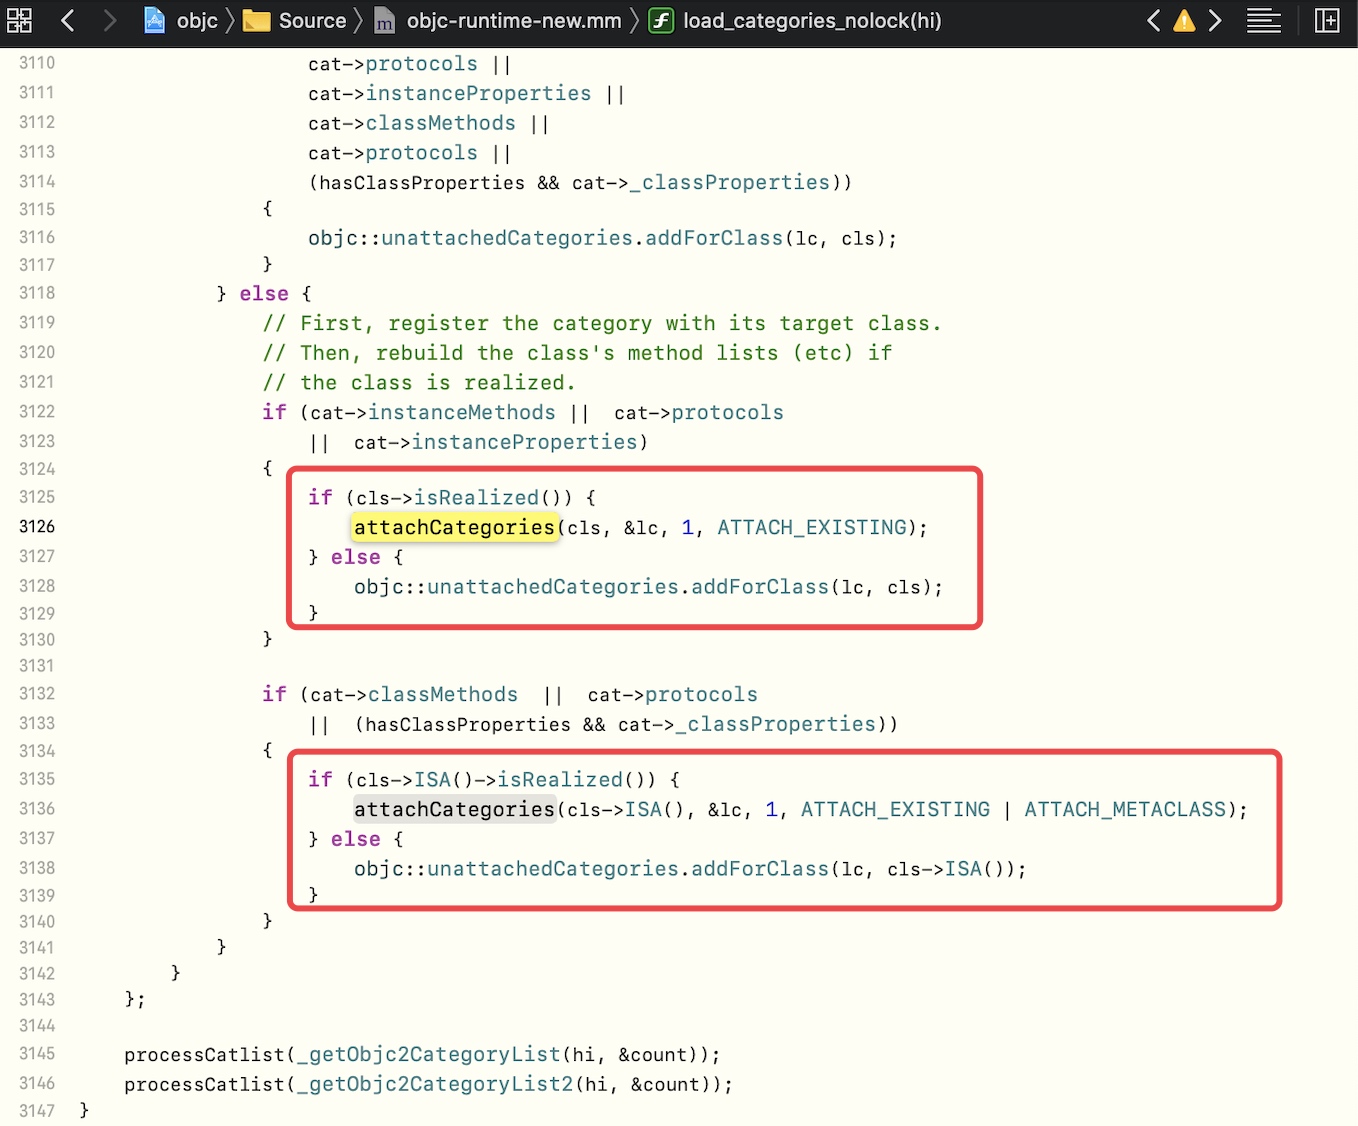 objc 〉 Source 〉 m objc-runtime-new.mm 〉 f load_categories_nolock(hi)
3110 cat->protocols ||
3111 cat->instanceProperties ||
3112 cat->classMethods ||
3113 cat->protocols ||
3114 (hasClassProperties && cat->_classProperties))
3115 {
3116 objc::unattachedCategories.addForClass(lc, cls);
3117 }
3118 } else {
3119 // First, register the category with its target class.
3120 // Then, rebuild the class's method lists (etc) if
3121 // the class is realized.
3122 if (cat->instanceMethods || cat->protocols
3123 || cat->instanceProperties)
3124 {
3125 if (cls->isRealized()) {
3126 attachCategories(cls, &lc, 1, ATTACH_EXISTING);
3127 } else {
3128 objc::unattachedCategories.addForClass(lc, cls);
3129 }
3130 }
3131
3132 if (cat->classMethods || cat->protocols
3133 || (hasClassProperties && cat->_classProperties))
3134 {
3135 if (cls->ISA()->isRealized()) {
3136 attachCategories(cls->ISA(), &lc, 1, ATTACH_EXISTING | ATTACH_METACLASS);
3137 } else {
3138 objc::unattachedCategories.addForClass(lc, cls->ISA());
3139 }
3140 }
3141 }
3142 }
3143 };
3144
3145 processCatlist(_getObjc2CategoryList(hi, &count));
3146 processCatlist(_getObjc2CategoryList2(hi, &count));
3147 }